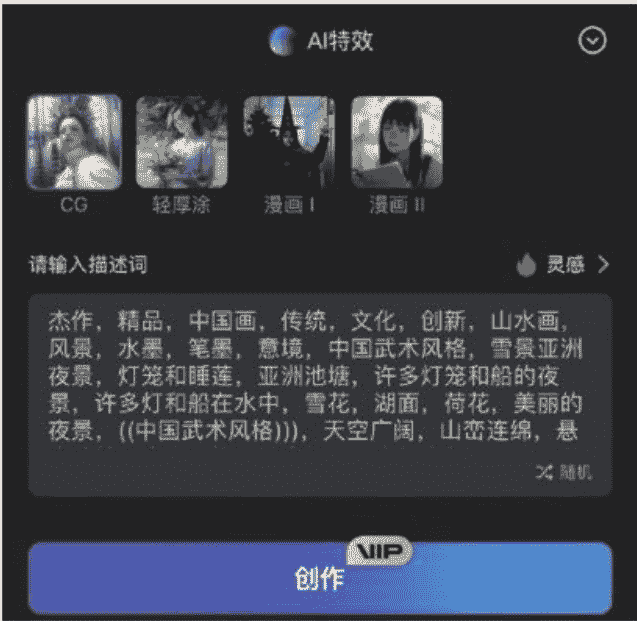 AI特效
CG 轻厚涂 漫画 I 漫画 II
请输入描述词 灵感
杰作，精品，中国画，传统，文化，创新，山水画，
风景，水墨，笔墨，意境，中国武术风格，雪景亚洲
夜景，灯笼和睡莲，亚洲池塘，许多灯笼和船的夜
景，许多灯和船在水中，雪花，湖面，荷花，美丽的
夜景，((中国武术风格)))，天空广阔，山峦连绵，悬
随机
VIP
创作